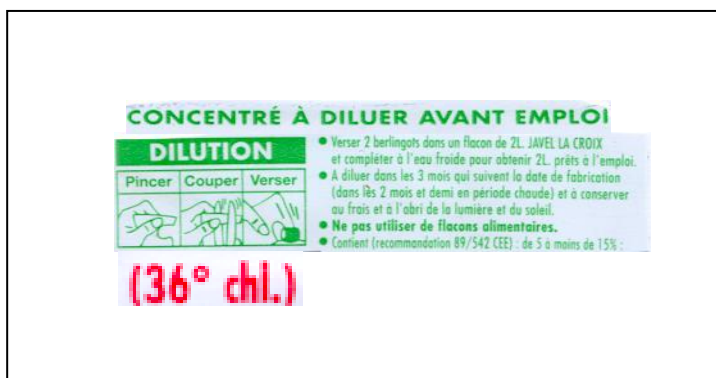 CONCENTRÉ À DILUER AVANT EMPLOI
DILUTION
Pincer Couper Verser
• Verser 2 berlingots dans un flacon de 2L. JAVEL LA CROIX
et compléter à l'eau froide pour obtenir 2L. prêts à l'emploi.
• A diluer dans les 3 mois qui suivent la date de fabrication
(dans lès 2 mois et demi en période chaude) et à conserver
au frais et à l'abri de la lumière et du soleil.
• Ne pas utiliser de flacons alimentaires.
• Contient (recommandation 89/542 CEE) : de 5 à moins de 15% :
(36° chl.)